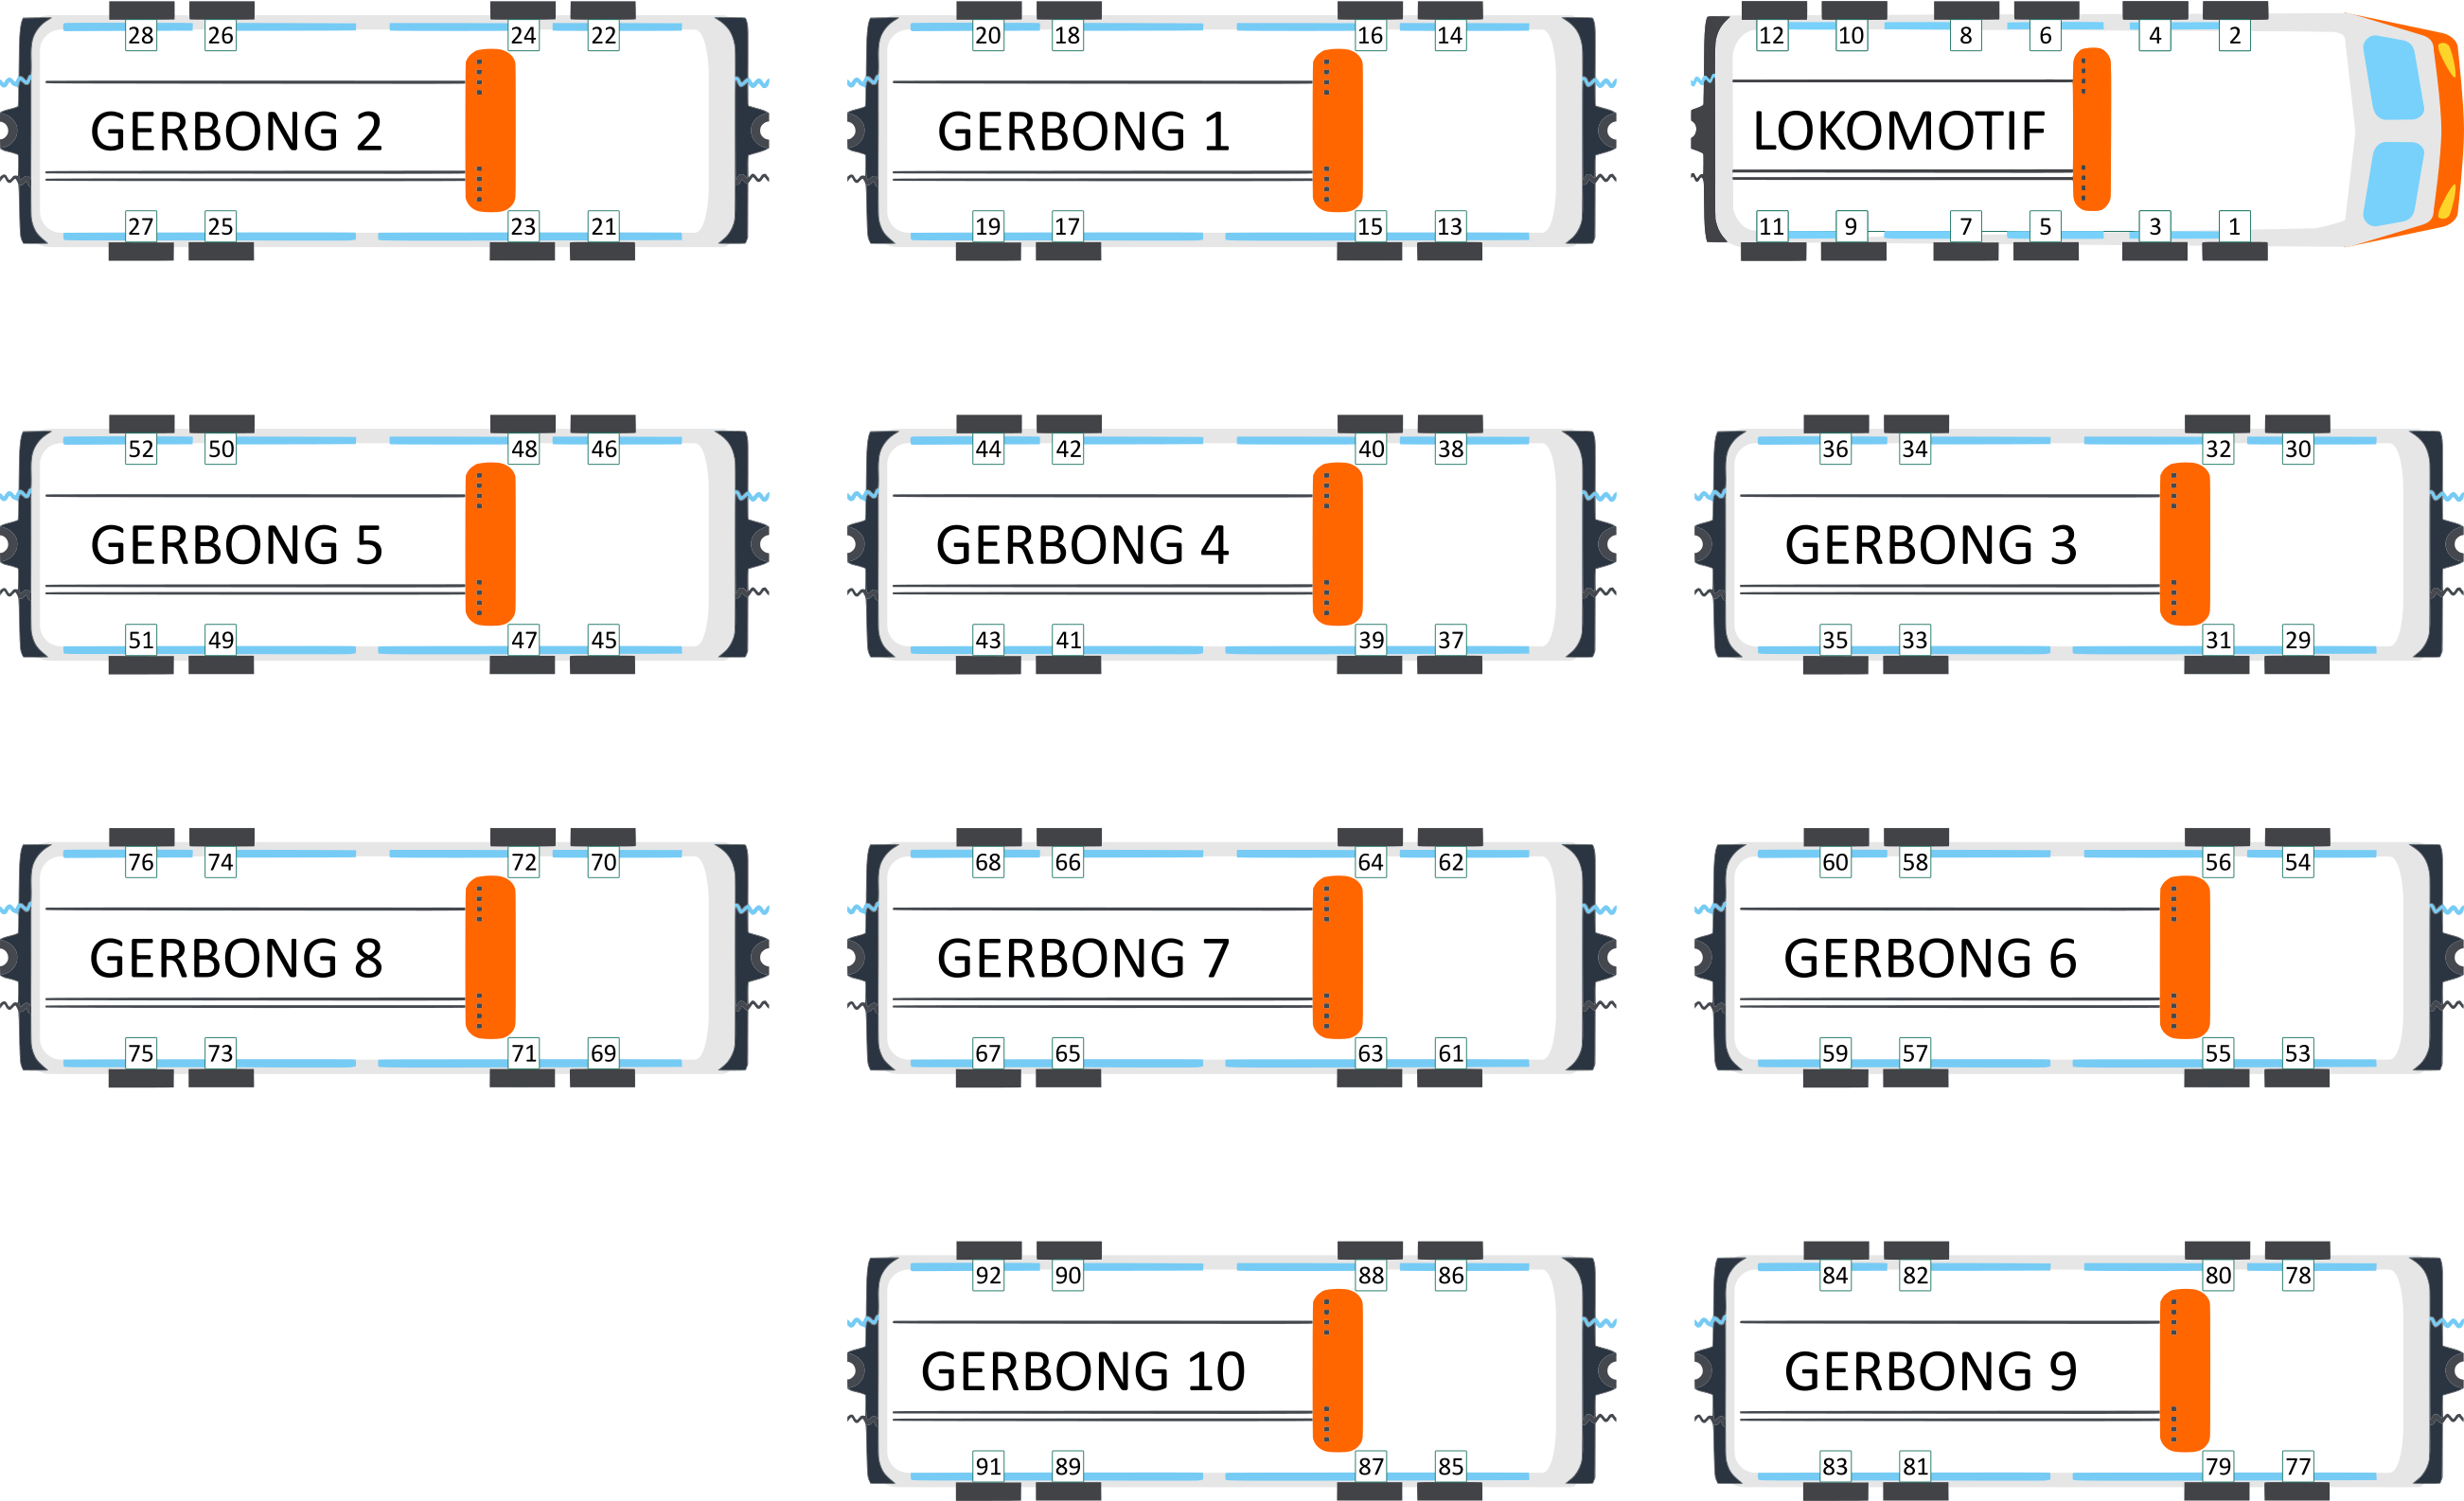 28 26 24 22 20 18 16 14 12 10 8 6 4 2
GERBONG 2 GERBONG 1 LOKOMOTIF
27 25 23 21 19 17 15 13 11 9 7 5 3 1
52 50 48 46 44 42 40 38 36 34 32 30
GERBONG 5 GERBONG 4 GERBONG 3
51 49 47 45 43 41 39 37 35 33 31 29
76 74 72 70 68 66 64 62 60 58 56 54
GERBONG 8 GERBONG 7 GERBONG 6
75 73 71 69 67 65 63 61 59 57 55 53
92 90 88 86 84 82 80 78
GERBONG 10 GERBONG 9
91 89 87 85 83 81 79 77